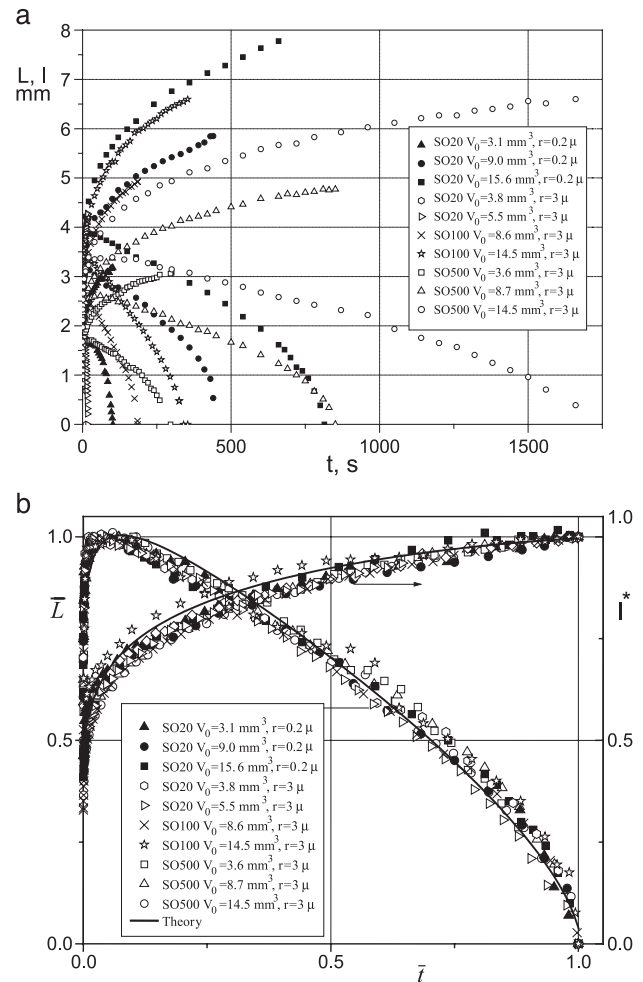 a
L, l
mm
8
7
6
5
4
3
2
1
0
0
500
1000
1500
t, s
SO20 V0=3.1 mm3, r=0.2 μ
SO20 V0=9.0 mm3, r=0.2 μ
SO20 V0=15.6 mm3, r=0.2 μ
SO20 V0=3.8 mm3, r=3 μ
SO20 V0=5.5 mm3, r=3 μ
SO100 V0=8.6 mm3, r=3 μ
SO100 V0=14.5 mm3, r=3 μ
SO500 V0=3.6 mm3, r=3 μ
SO500 V0=8.7 mm3, r=3 μ
SO500 V0=14.5 mm3, r=3 μ
b
1.0
L̅
0.5
0.0
1.0
l*
0.5
0.0
0.0
0.5
1.0
t̅
SO20 V0=3.1 mm3, r=0.2 μ
SO20 V0=9.0 mm3, r=0.2 μ
SO20 V0=15.6 mm3, r=0.2 μ
SO20 V0=3.8 mm3, r=3 μ
SO20 V0=5.5 mm3, r=3 μ
SO100 V0=8.6 mm3, r=3 μ
SO100 V0=14.5 mm3, r=3 μ
SO500 V0=3.6 mm3, r=3 μ
SO500 V0=8.7 mm3, r=3 μ
SO500 V0=14.5 mm3, r=3 μ
Theory